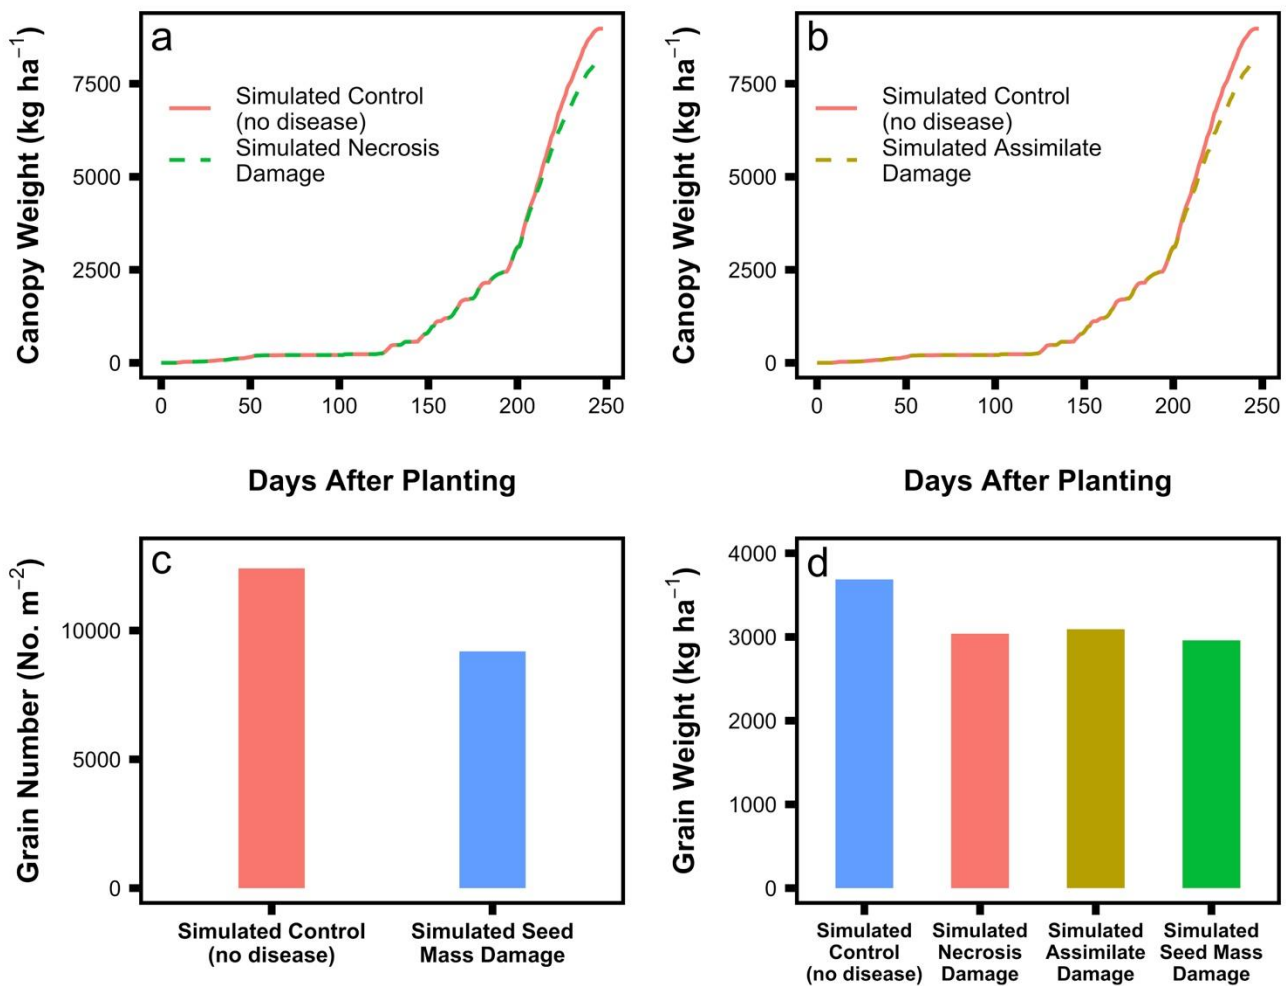 a
Canopy Weight (kg ha⁻¹)
7500
5000
2500
0
Simulated Control
(no disease)
Simulated Necrosis
Damage
0 50 100 150 200 250
Days After Planting
b
Canopy Weight (kg ha⁻¹)
7500
5000
2500
0
Simulated Control
(no disease)
Simulated Assimilate
Damage
0 50 100 150 200 250
Days After Planting
c
Grain Number (No. m⁻²)
10000
5000
0
Simulated Control
(no disease)
Simulated Seed
Mass Damage
d
Grain Weight (kg ha⁻¹)
4000
3000
2000
1000
0
Simulated
Control
(no disease)
Simulated
Necrosis
Damage
Simulated
Assimilate
Damage
Simulated
Seed Mass
Damage